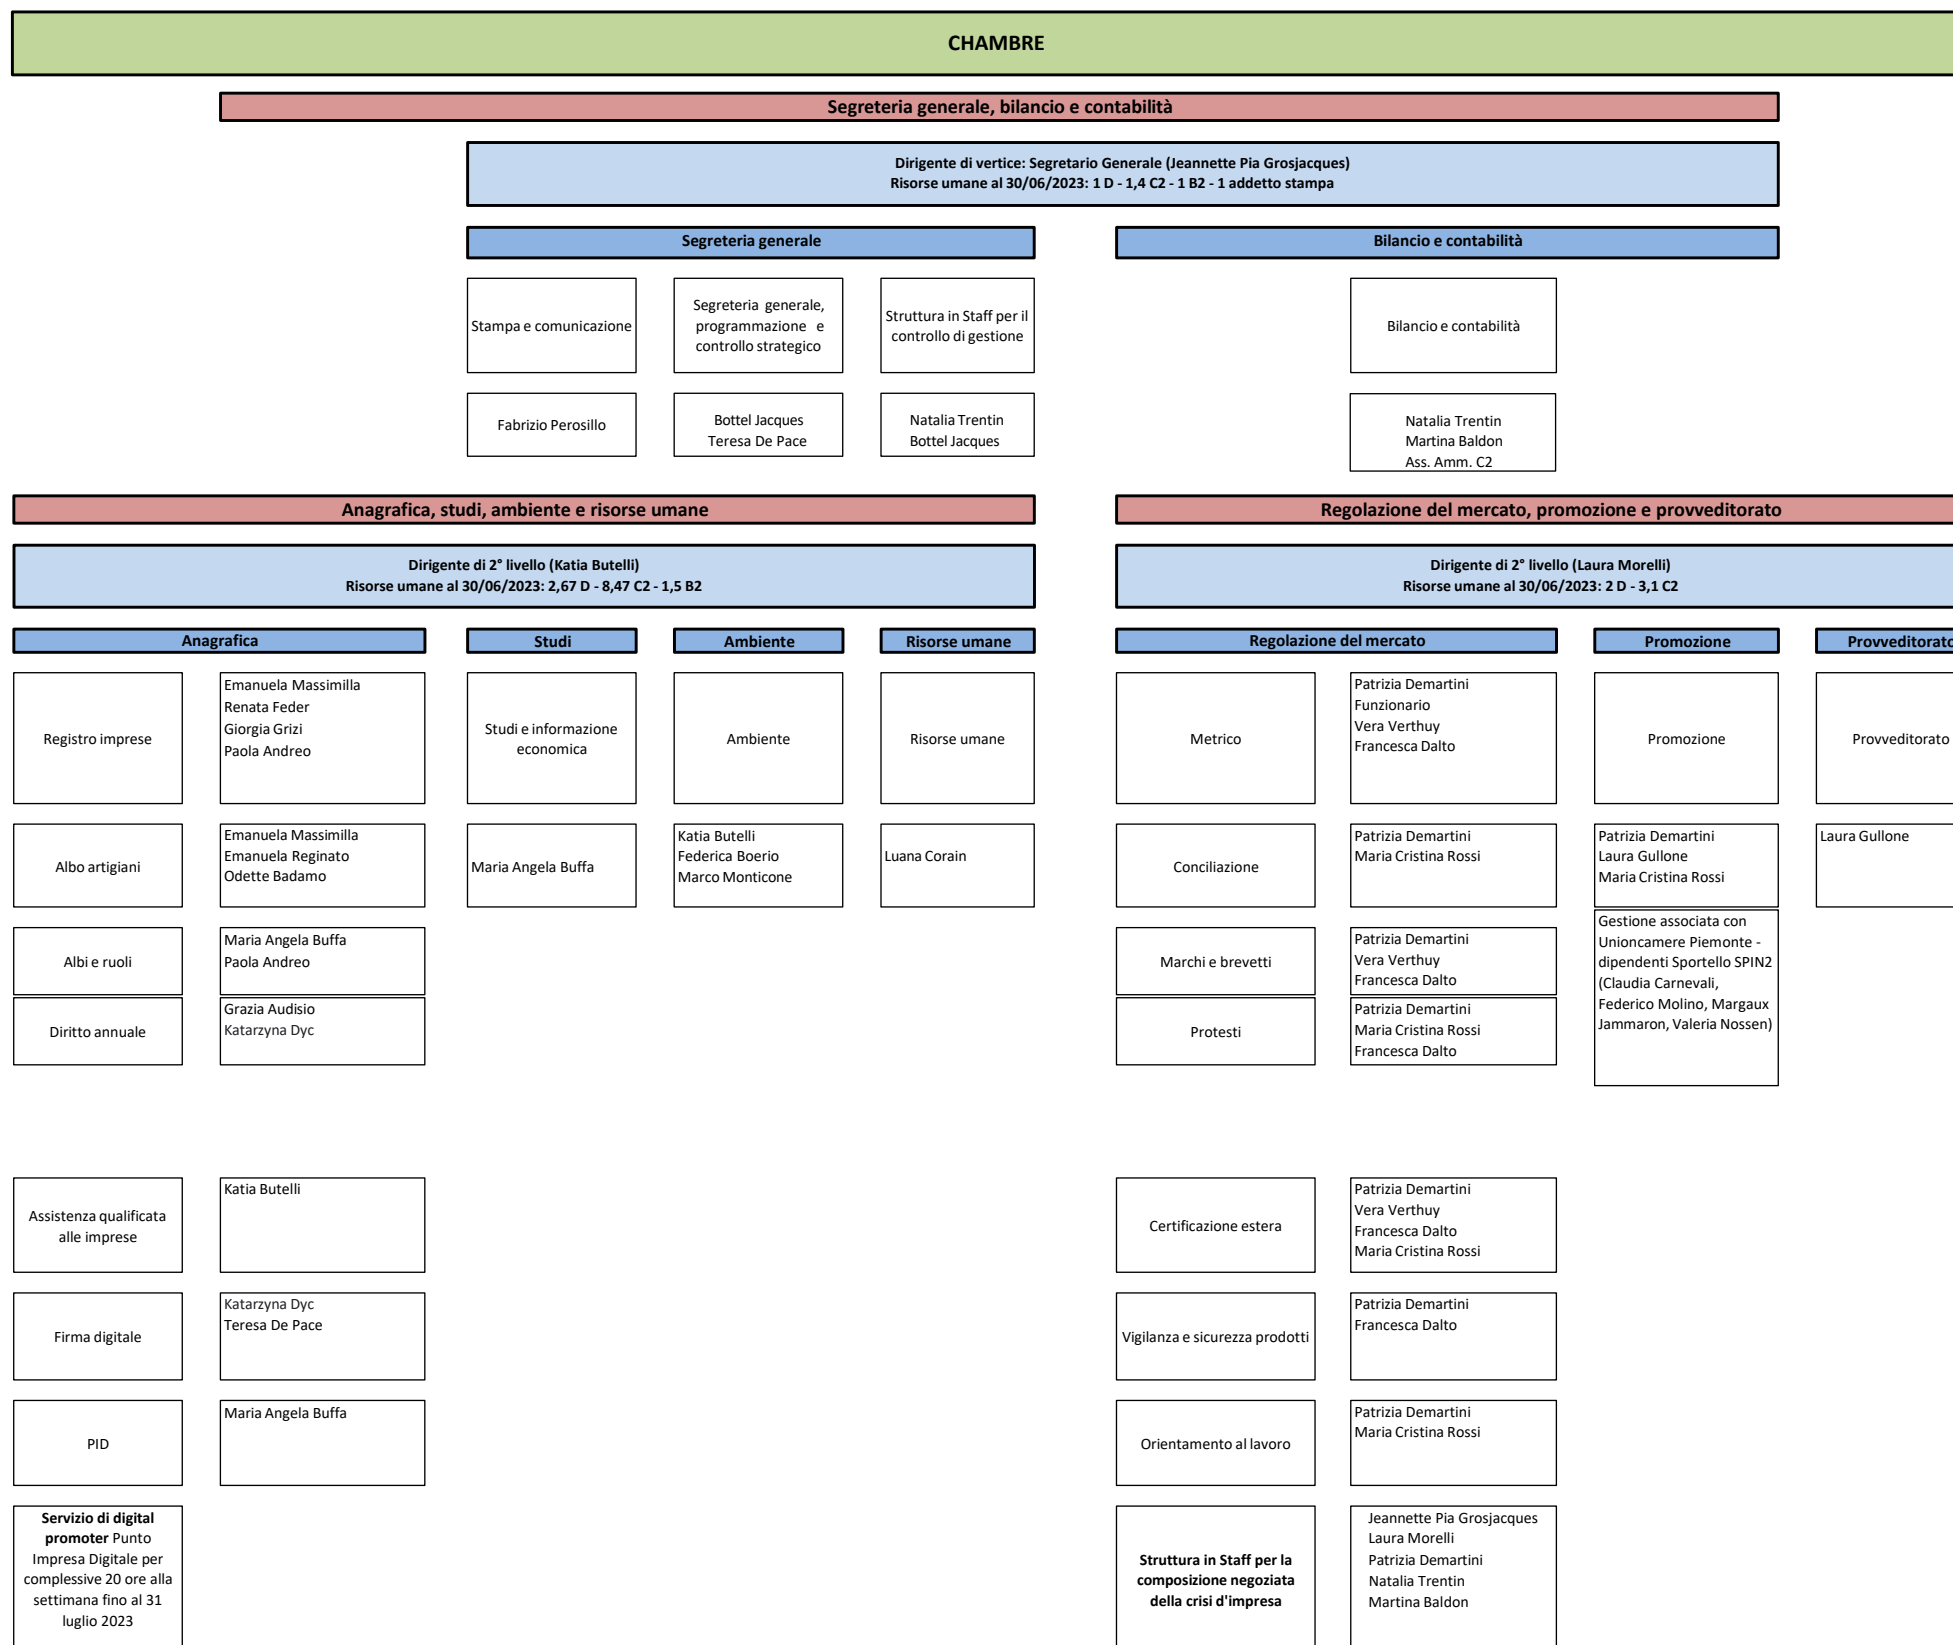 CHAMBRE
Segreteria generale, bilancio e contabilità
Dirigente di vertice: Segretario Generale (Jeannette Pia Grosjacques)
Risorse umane al 30/06/2023: 1 D - 1,4 C2 - 1 B2 - 1 addetto stampa
Segreteria generale
Bilancio e contabilità
Stampa e comunicazione
Segreteria generale,
programmazione e
controllo strategico
Struttura in Staff per il
controllo di gestione
Bilancio e contabilità
Fabrizio Perosillo
Bottel Jacques
Teresa De Pace
Natalia Trentin
Bottel Jacques
Natalia Trentin
Martina Baldon
Ass. Amm. C2
Anagrafica, studi, ambiente e risorse umane
Dirigente di 2° livello (Katia Butelli)
Risorse umane al 30/06/2023: 2,67 D - 8,47 C2 - 1,5 B2
Anagrafica
Studi
Ambiente
Risorse umane
Registro imprese
Emanuela Massimilla
Renata Feder
Giorgia Grizi
Paola Andreo
Studi e informazione
economica
Ambiente
Risorse umane
Albo artigiani
Emanuela Massimilla
Emanuela Reginato
Odette Badamo
Maria Angela Buffa
Katia Butelli
Federica Boerio
Marco Monticone
Luana Corain
Albi e ruoli
Maria Angela Buffa
Paola Andreo
Diritto annuale
Grazia Audisio
Katarzyna Dyc
Assistenza qualificata
alle imprese
Katia Butelli
Firma digitale
Katarzyna Dyc
Teresa De Pace
PID
Maria Angela Buffa
Servizio di digital
promoter Punto
Impresa Digitale per
complessive 20 ore alla
settimana fino al 31
luglio 2023
Regolazione del mercato, promozione e provveditorato
Dirigente di 2° livello (Laura Morelli)
Risorse umane al 30/06/2023: 2 D - 3,1 C2
Regolazione del mercato
Promozione
Provveditorato
Metrico
Patrizia Demartini
Funzionario
Vera Verthuy
Francesca Dalto
Promozione
Provveditorato
Conciliazione
Patrizia Demartini
Maria Cristina Rossi
Patrizia Demartini
Laura Gullone
Maria Cristina Rossi
Laura Gullone
Gestione associata con
Unioncamere Piemonte -
dipendenti Sportello SPIN2
(Claudia Carnevali,
Federico Molino, Margaux
Jammaron, Valeria Nossen)
Marchi e brevetti
Patrizia Demartini
Vera Verthuy
Francesca Dalto
Protesti
Patrizia Demartini
Maria Cristina Rossi
Francesca Dalto
Certificazione estera
Patrizia Demartini
Vera Verthuy
Francesca Dalto
Maria Cristina Rossi
Vigilanza e sicurezza prodotti
Patrizia Demartini
Francesca Dalto
Orientamento al lavoro
Patrizia Demartini
Maria Cristina Rossi
Struttura in Staff per la
composizione negoziata
della crisi d'impresa
Jeannette Pia Grosjacques
Laura Morelli
Patrizia Demartini
Natalia Trentin
Martina Baldon